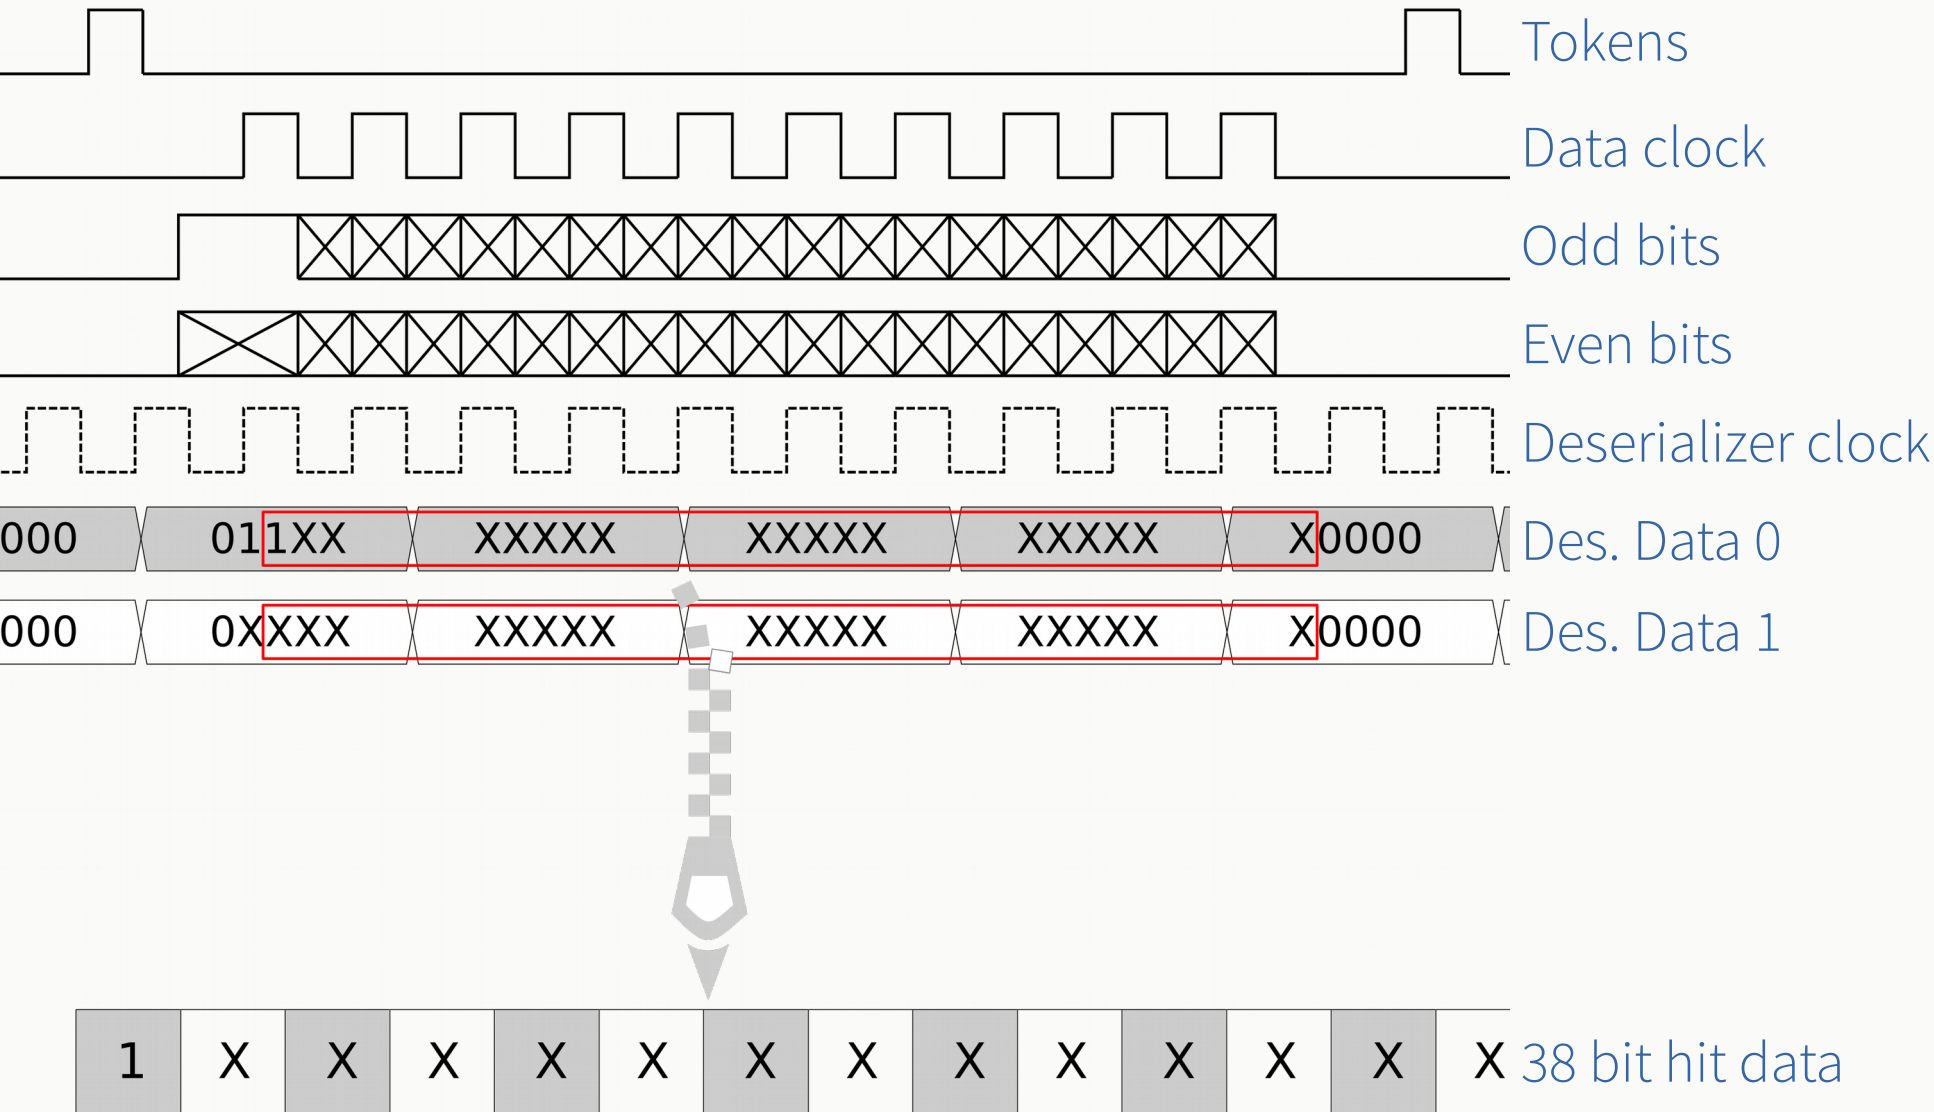 Tokens
Data clock
Odd bits
Even bits
Deserializer clock
000 011XX XXXXX XXXXX XXXXX X0000 Des. Data 0
000 0XXXX XXXXX XXXXX XXXXX X0000 Des. Data 1
1 X X X X X X X X X X X X X 38 bit hit data